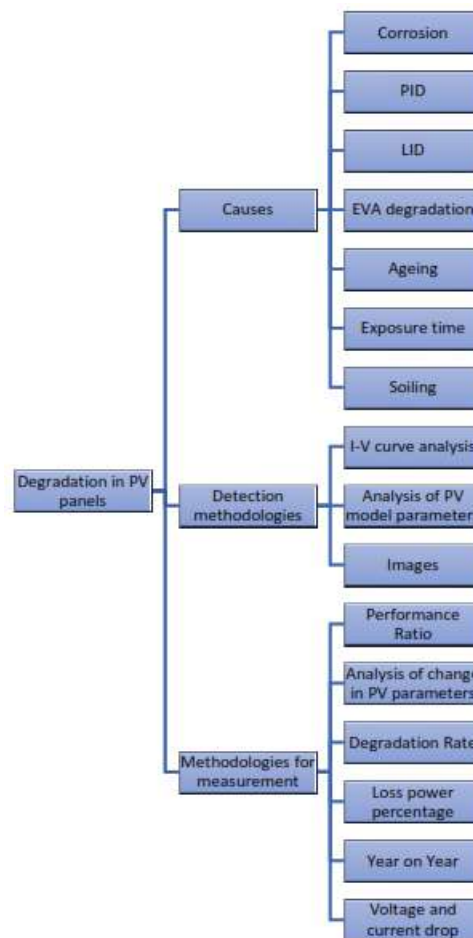 Corrosion
PID
LID
Causes
EVA degradation
Ageing
Exposure time
Soiling
I-V curve analysis
Degradation in PV
panels
Detection
methodologies
Analysis of PV
model parameter
Images
Performance
Ratio
Analysis of change
in PV parameters
Degradation Rate
Methodologies for
measurement
Loss power
percentage
Year on Year
Voltage and
current drop